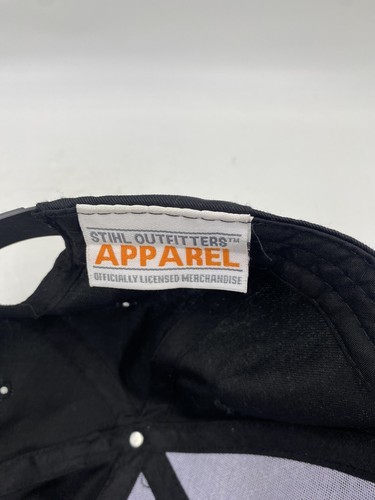 STIHL OUTFITTERS™
APPAREL
OFFICIALLY LICENSED MERCHANDISE